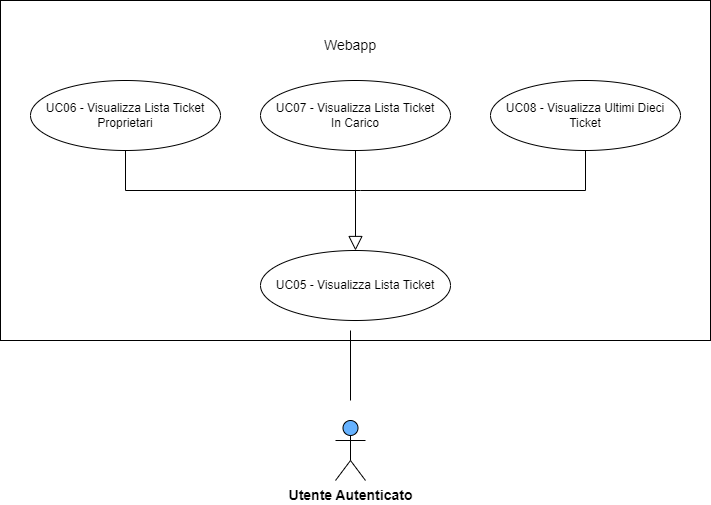 Webapp
UC06 - Visualizza Lista Ticket
Proprietari
UC07 - Visualizza Lista Ticket
In Carico
UC08 - Visualizza Ultimi Dieci
Ticket
UC05 - Visualizza Lista Ticket
Utente Autenticato